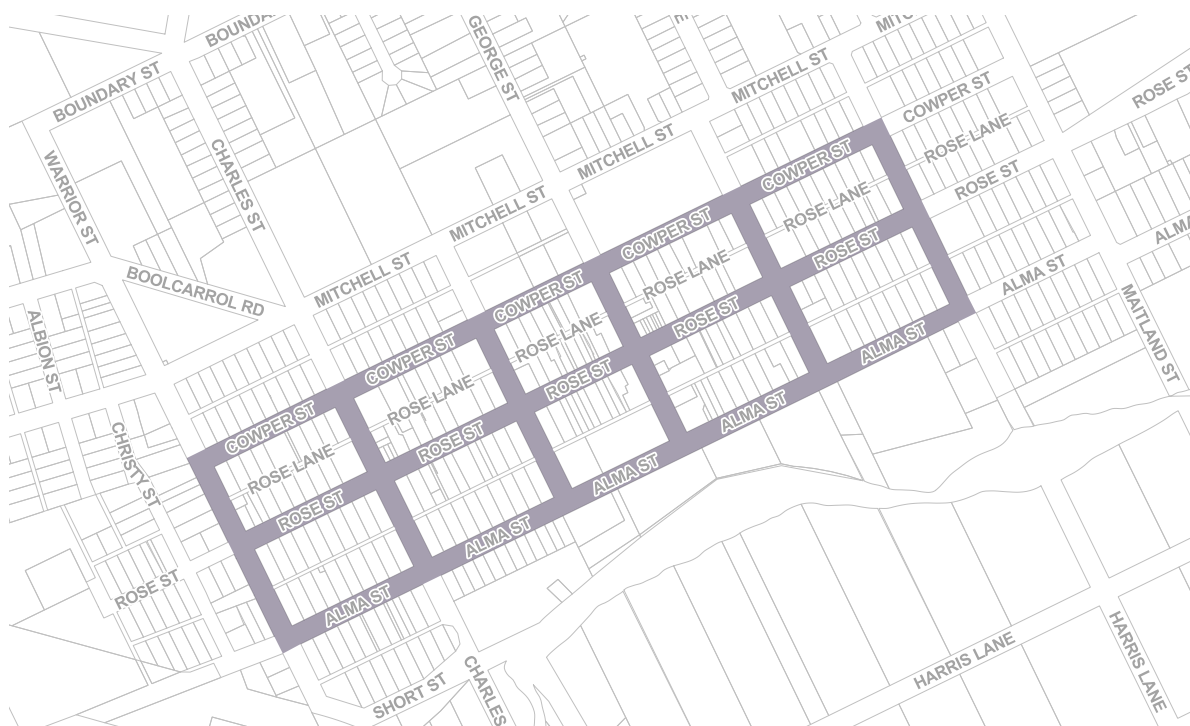 BOUNDA
GEORGE ST
MITCHELL ST
MITC
BOUNDARY ST
COWPER ST
ROSE ST
WARRIOR ST
CHARLES ST
MITCHELL ST
COWPER ST
ROSE LANE
ROSE ST
MITCHELL ST
ROSE LANE
COWPER ST
ROSE ST
ALMA
BOOLCARROL RD
MITCHELL ST
COWPER ST
ROSE LANE
ROSE ST
ALMA ST
MAITLAND ST
ALBION ST
COWPER ST
ROSE LANE
ROSE ST
ALMA ST
COWPER ST
ROSE LANE
ROSE ST
ALMA ST
CHRISTY ST
ROSE LANE
ROSE ST
ALMA ST
ALMA ST
ROSE ST
ALMA ST
SHORT ST
CHARLES
HARRIS LANE
HARRIS LANE